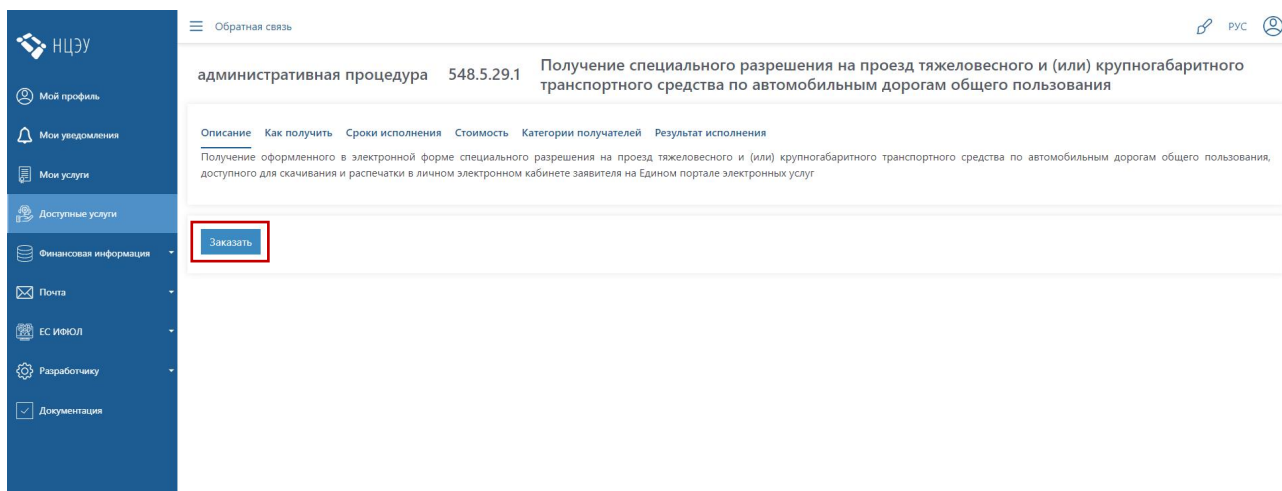 НЦЭУ
Мой профиль
Мои уведомления
Мои услуги
Доступные услуги
Финансовая информация
Почта
ЕС ИФЮЛ
Разработчику
Документация
Обратная связь
РУС
административная процедура 548.5.29.1
Получение специального разрешения на проезд тяжеловесного и (или) крупногабаритного
транспортного средства по автомобильным дорогам общего пользования
Описание Как получить Сроки исполнения Стоимость Категории получателей Результат исполнения
Получение оформленного в электронной форме специального разрешения на проезд тяжеловесного и (или) крупногабаритного транспортного средства по автомобильным дорогам общего пользования,
доступного для скачивания и распечатки в личном электронном кабинете заявителя на Едином портале электронных услуг
Заказать